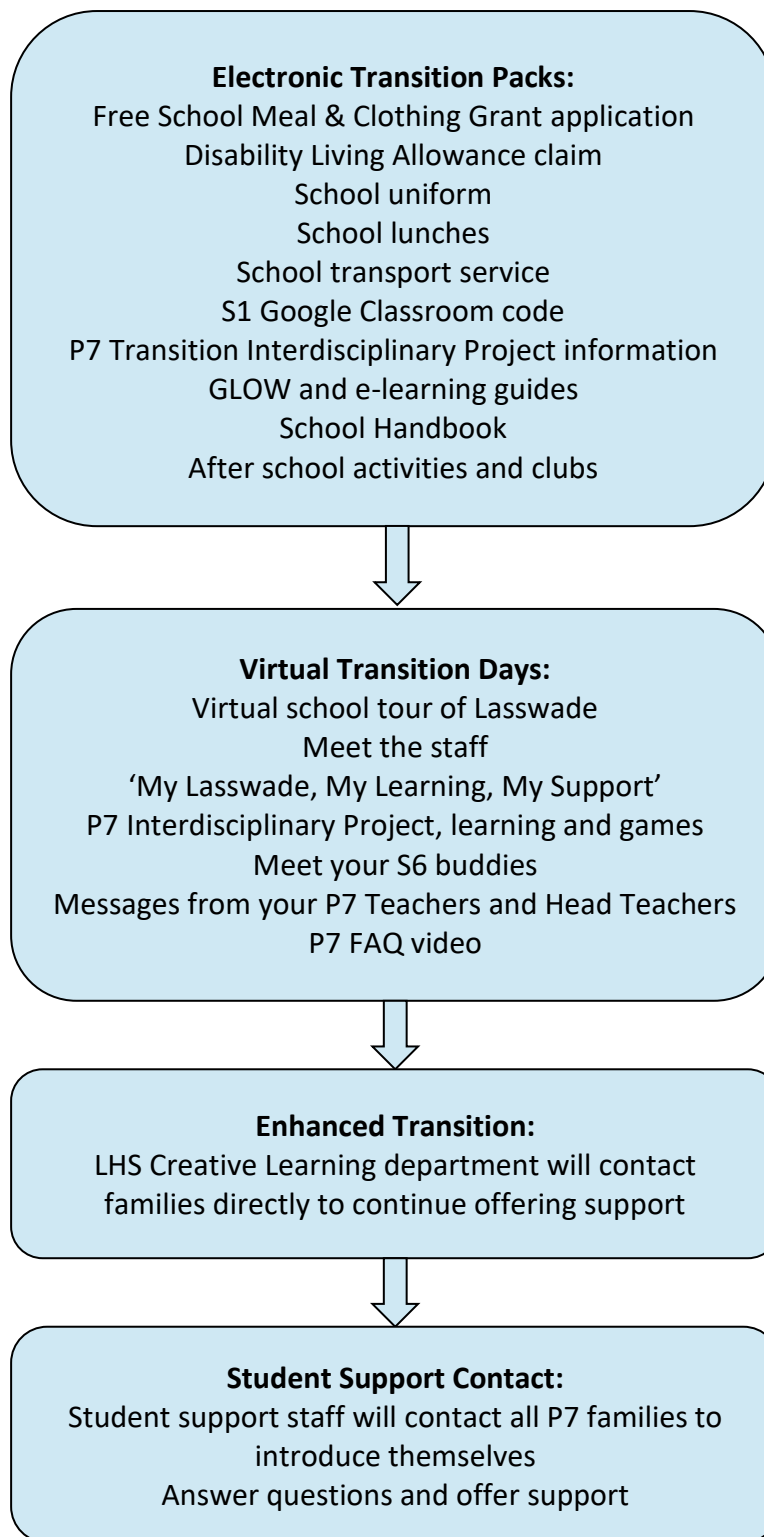 Electronic Transition Packs:
Free School Meal & Clothing Grant application
Disability Living Allowance claim
School uniform
School lunches
School transport service
S1 Google Classroom code
P7 Transition Interdisciplinary Project information
GLOW and e-learning guides
School Handbook
After school activities and clubs
Virtual Transition Days:
Virtual school tour of Lasswade
Meet the staff
‘My Lasswade, My Learning, My Support’
P7 Interdisciplinary Project, learning and games
Meet your S6 buddies
Messages from your P7 Teachers and Head Teachers
P7 FAQ video
Enhanced Transition:
LHS Creative Learning department will contact
families directly to continue offering support
Student Support Contact:
Student support staff will contact all P7 families to
introduce themselves
Answer questions and offer support